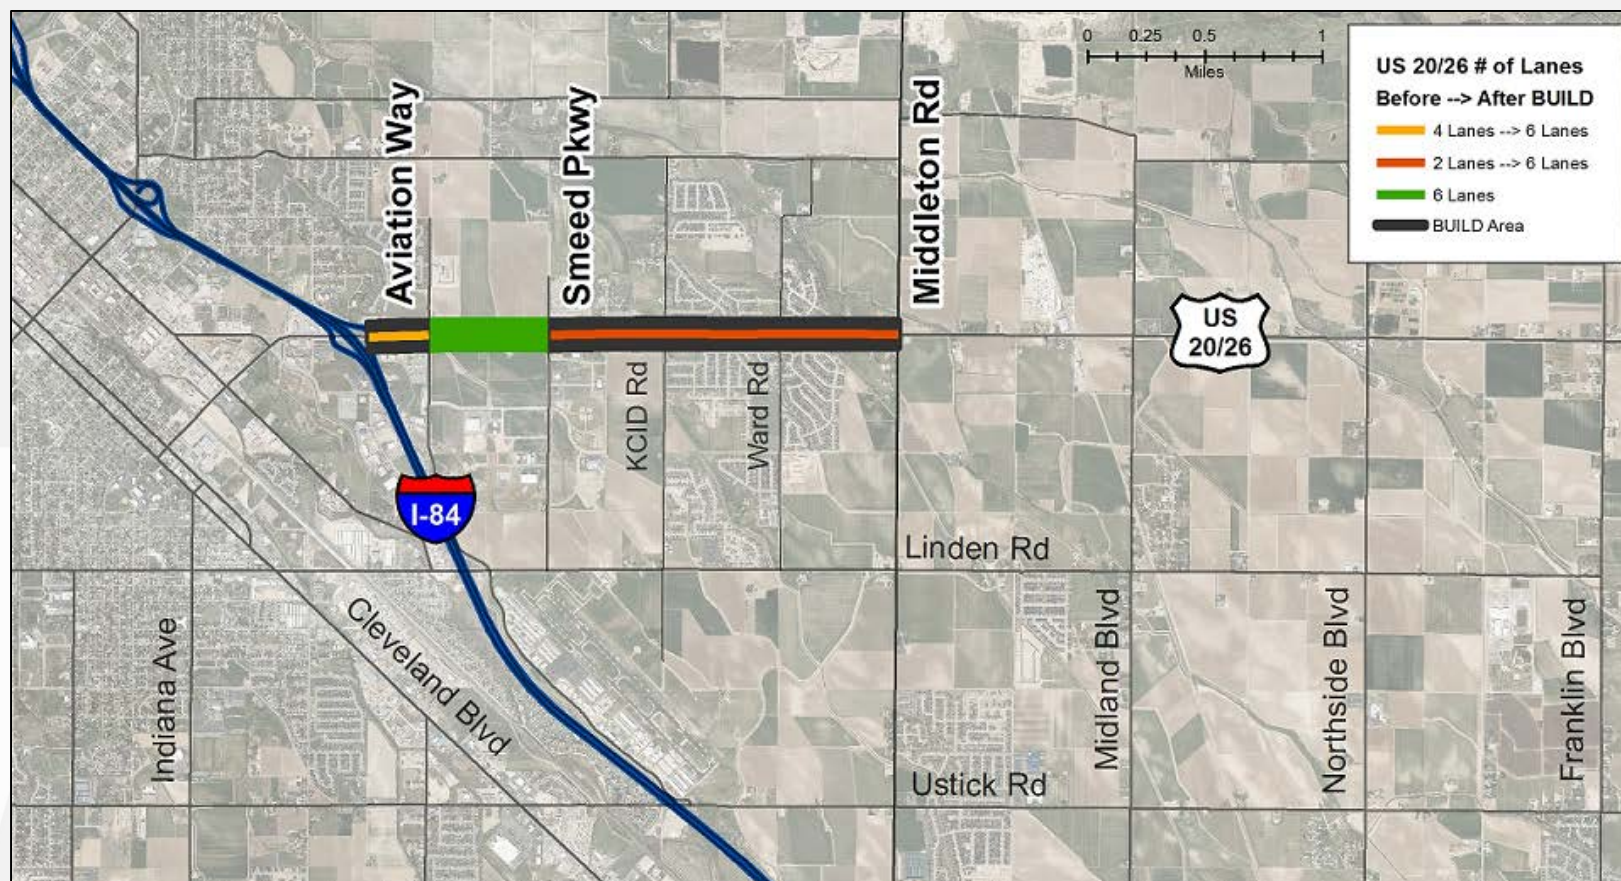 0 0.25 0.5 1
Miles
US 20/26 # of Lanes
Before --> After BUILD
4 Lanes --> 6 Lanes
2 Lanes --> 6 Lanes
6 Lanes
BUILD Area
Aviation Way
Smeed Pkwy
Middleton Rd
US
20/26
KCID Rd
Ward Rd
I-84
Linden Rd
Indiana Ave
Cleveland Blvd
Midland Blvd
Northside Blvd
Franklin Blvd
Ustick Rd